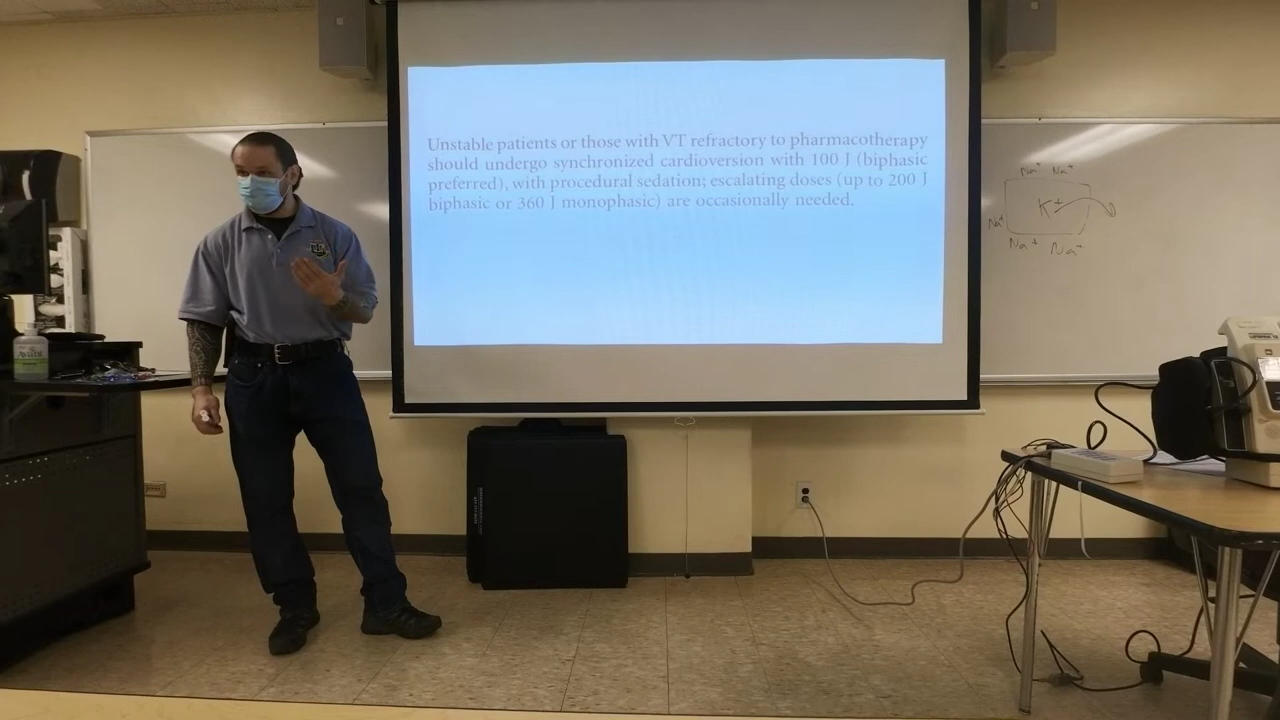 Unstable patients or those with VT refractory to pharmacotherapy
should undergo synchronized cardioversion with 100 J (biphasic
preferred), with procedural sedation; escalating doses (up to 200 J
biphasic or 360 J monophasic) are occasionally needed.
Na⁺ Na⁺
K⁺
Na⁺
Na⁺ Na⁺